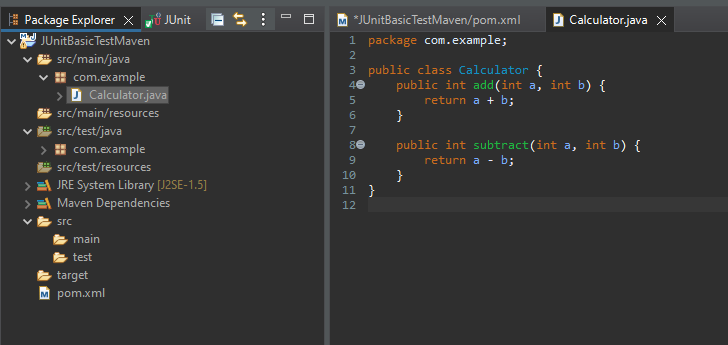 Package Explorer
JUnit
JUnitBasicTestMaven
src/main/java
com.example
Calculator.java
src/main/resources
src/test/java
com.example
src/test/resources
JRE System Library [J2SE-1.5]
Maven Dependencies
src
main
test
target
pom.xml
*JUnitBasicTestMaven/pom.xml
Calculator.java
1 package com.example;
2
3 public class Calculator {
4 public int add(int a, int b) {
5 return a + b;
6 }
7
8 public int subtract(int a, int b) {
9 return a - b;
10 }
11 }
12